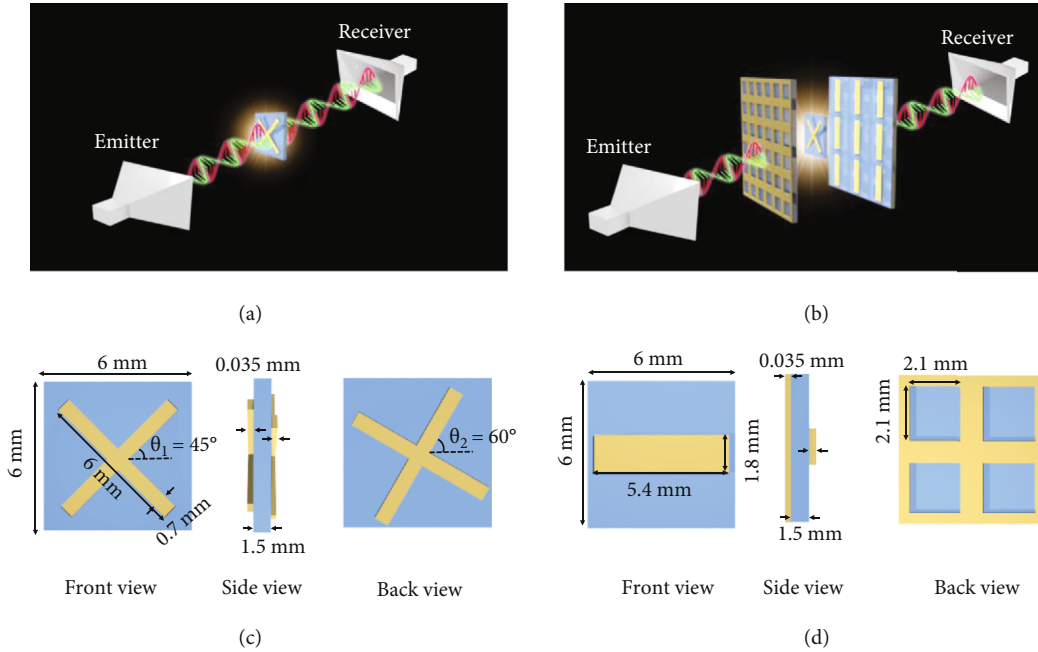 Receiver
Emitter
(a)
Receiver
Emitter
(b)
6 mm
6 mm
θ1 = 45°
6 mm
0.7 mm
Front view
0.035 mm
1.5 mm
Side view
θ2 = 60°
Back view
(c)
6 mm
6 mm
1.8 mm
5.4 mm
Front view
0.035 mm
1.5 mm
Side view
2.1 mm
2.1 mm
Back view
(d)